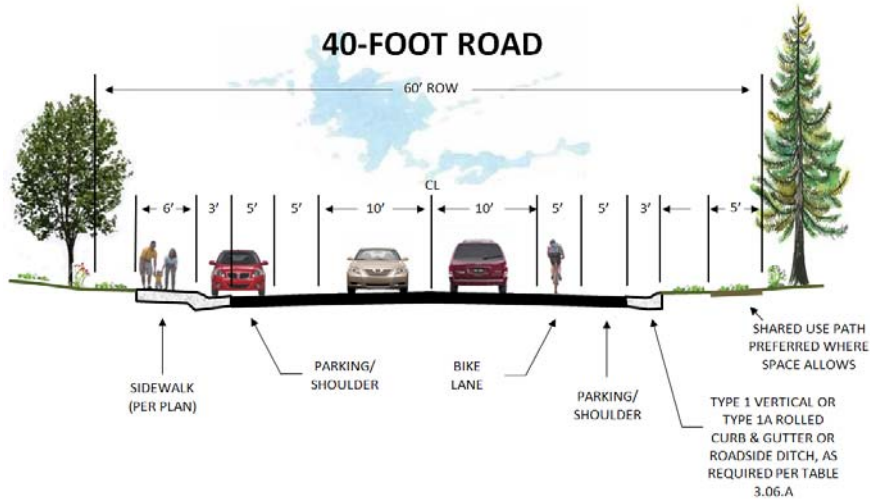 40-FOOT ROAD
60' ROW
CL
6'
3'
5'
5'
10'
10'
5'
5'
3'
5'
SIDEWALK
(PER PLAN)
PARKING/
SHOULDER
BIKE
LANE
PARKING/
SHOULDER
SHARED USE PATH
PREFERRED WHERE
SPACE ALLOWS
TYPE 1 VERTICAL OR
TYPE 1A ROLLED
CURB & GUTTER OR
ROADSIDE DITCH, AS
REQUIRED PER TABLE
3.06.A